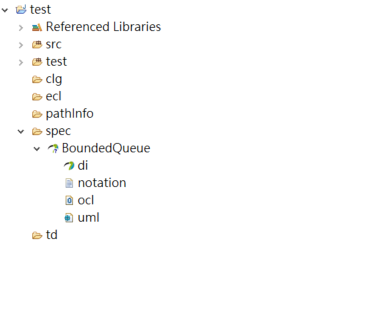 test
Referenced Libraries
src
test
clg
ecl
pathInfo
spec
BoundedQueue
di
notation
ocl
uml
td